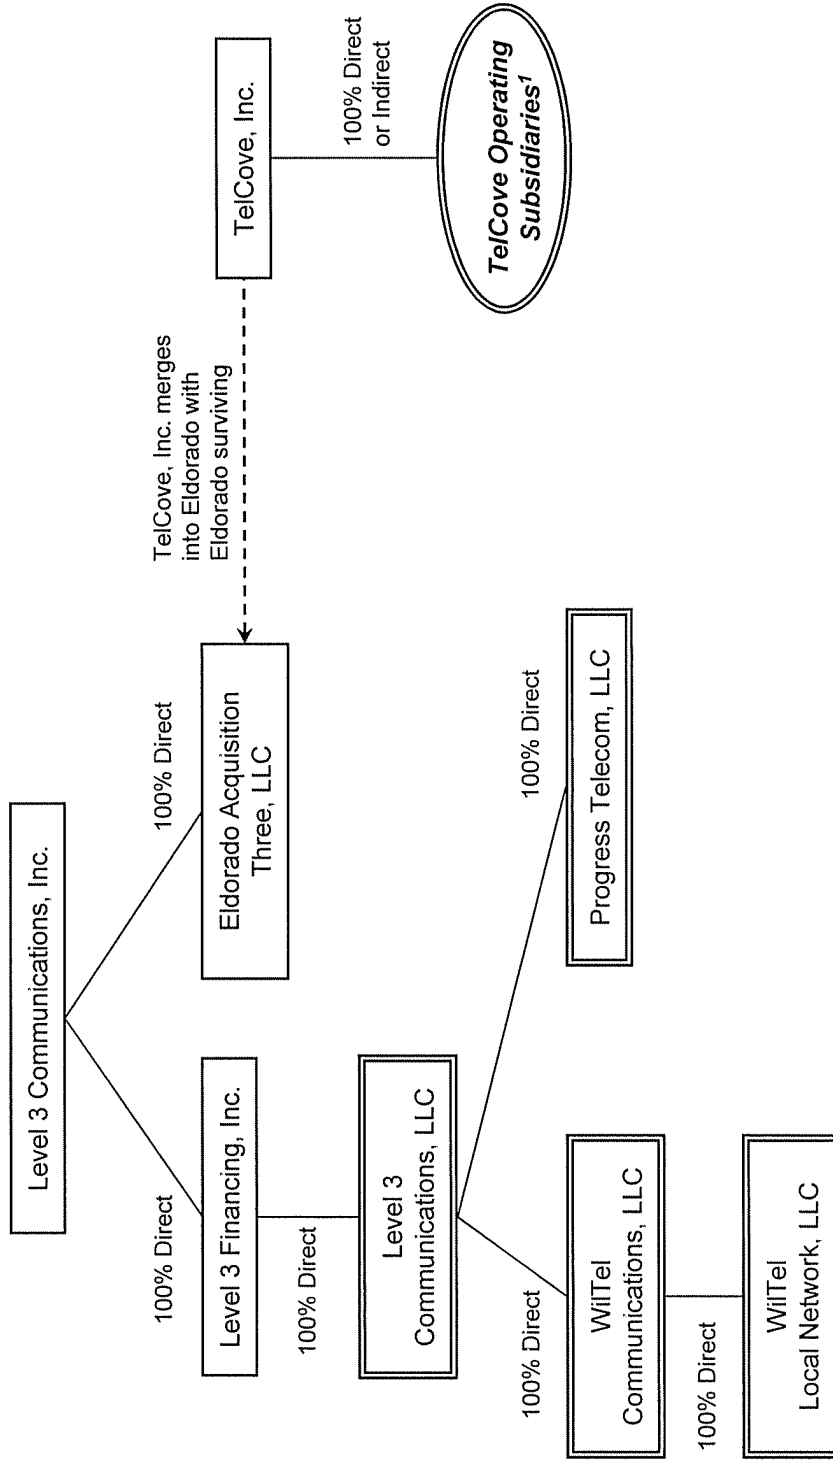 Level 3 Communications, Inc.
100% Direct
100% Direct
TelCove, Inc. merges
into Eldorado with
Eldorado surviving
Level 3 Financing, Inc.
Eldorado Acquisition
Three, LLC
TelCove, Inc.
100% Direct
100% Direct
or Indirect
Level 3
Communications, LLC
TelCove Operating
Subsidiaries¹
100% Direct
100% Direct
WilTel
Communications, LLC
Progress Telecom, LLC
100% Direct
WilTel
Local Network, LLC